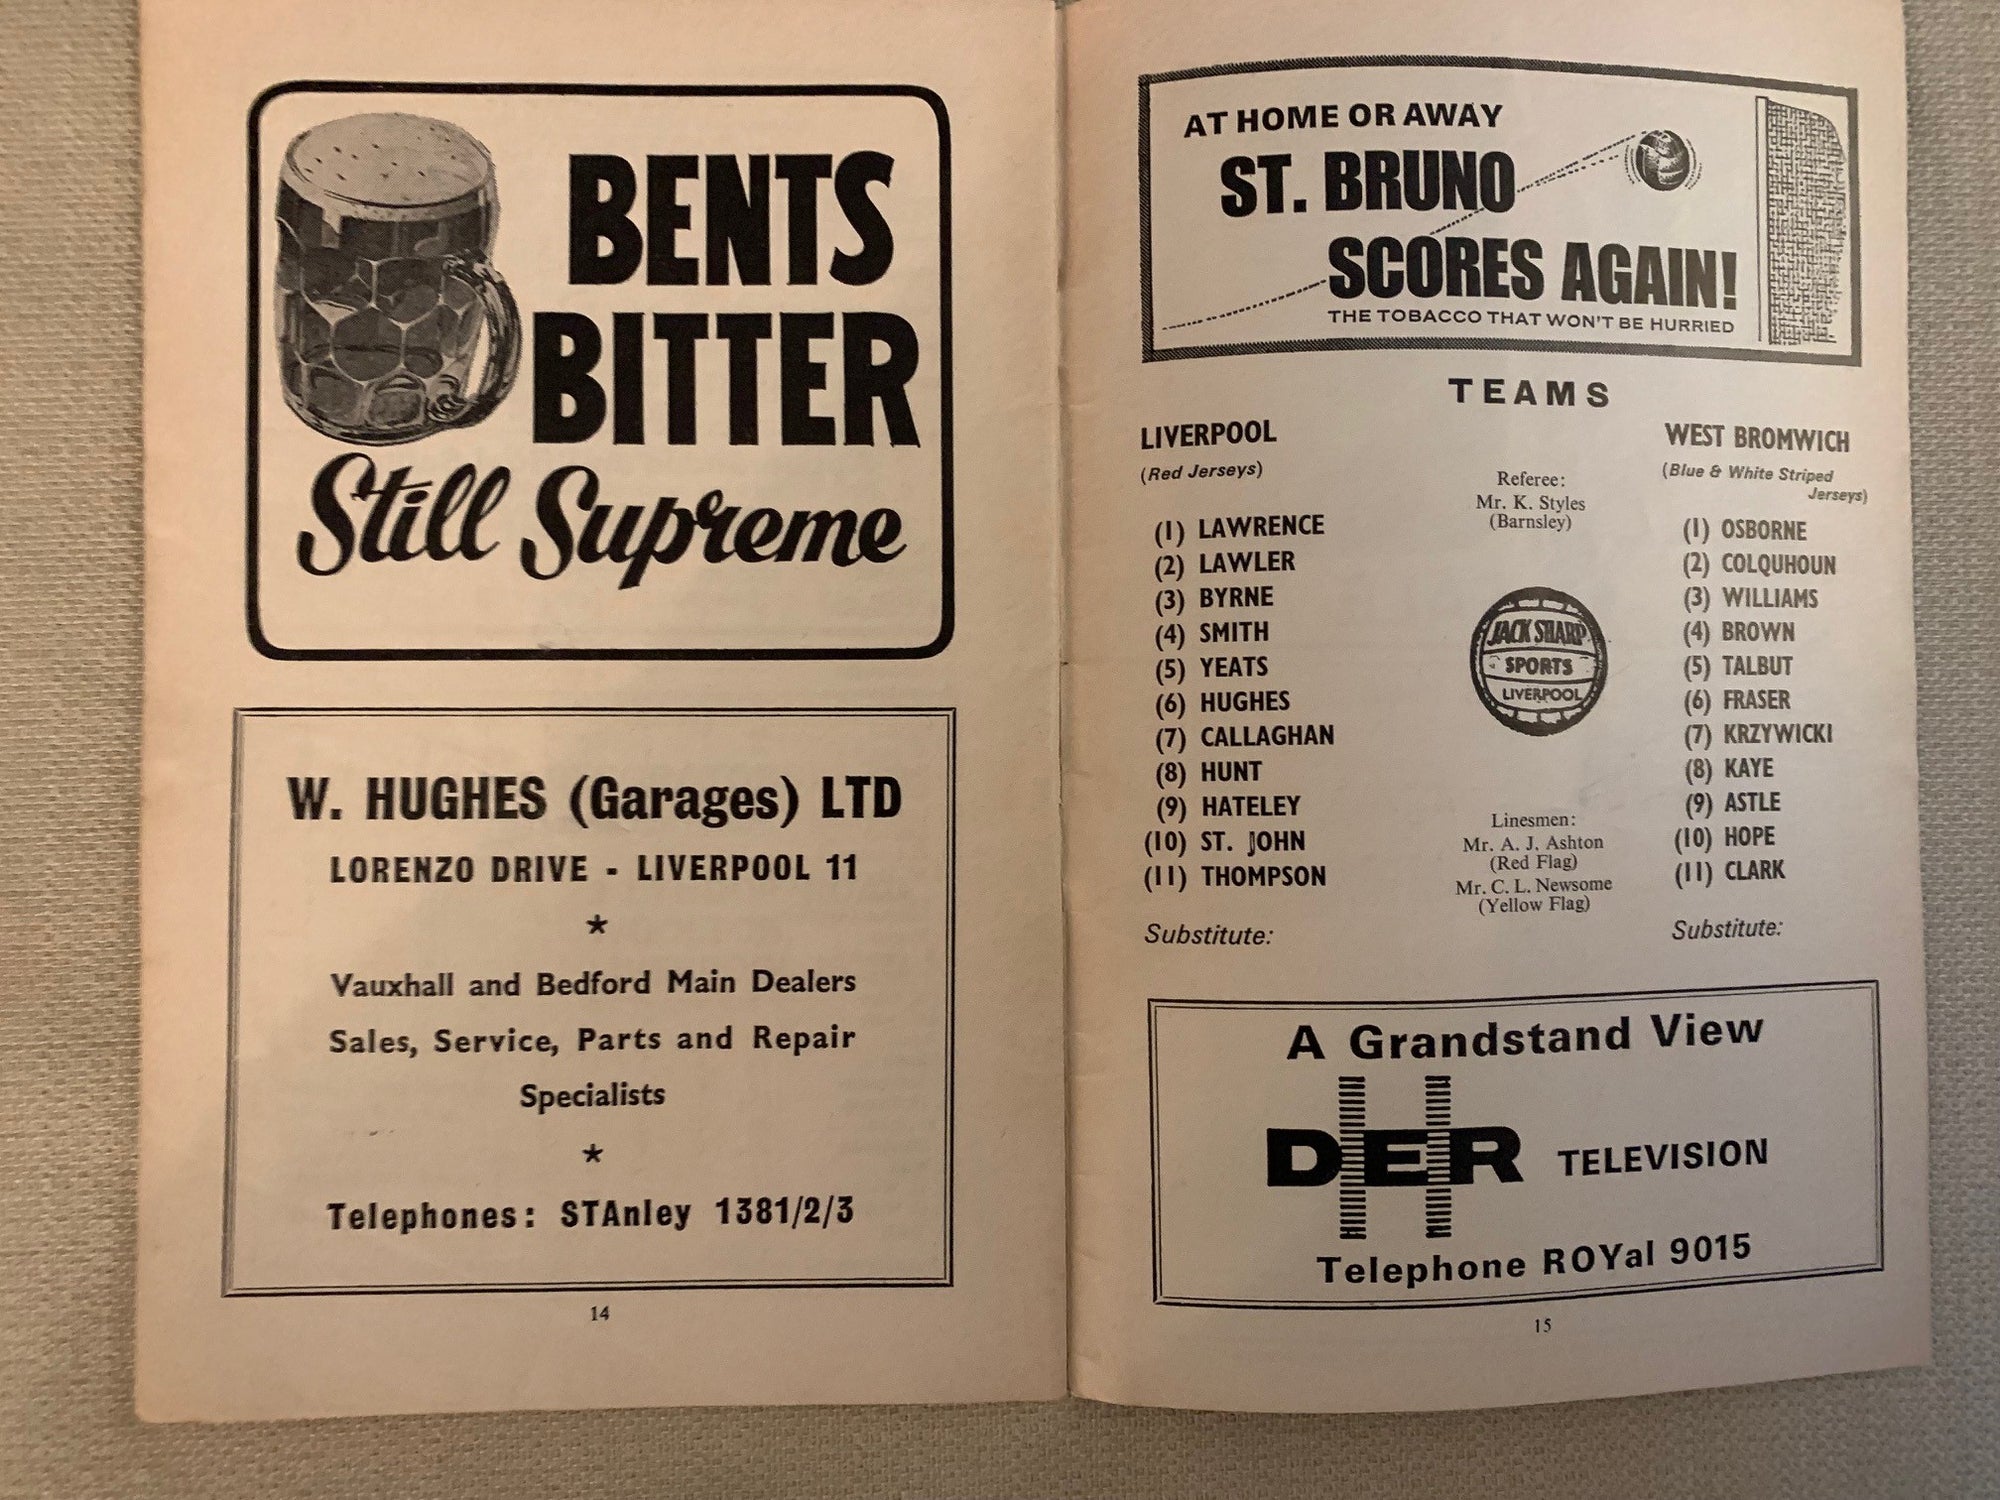 BENTS
BITTER
Still Supreme
W. HUGHES (Garages) LTD
LORENZO DRIVE - LIVERPOOL 11
*
Vauxhall and Bedford Main Dealers
Sales, Service, Parts and Repair
Specialists
*
Telephones: STAnley 1381/2/3
14
AT HOME OR AWAY
ST. BRUNO
SCORES AGAIN!
THE TOBACCO THAT WON'T BE HURRIED
TEAMS
LIVERPOOL
(Red Jerseys)
(1) LAWRENCE
(2) LAWLER
(3) BYRNE
(4) SMITH
(5) YEATS
(6) HUGHES
(7) CALLAGHAN
(8) HUNT
(9) HATELEY
(10) ST. JOHN
(11) THOMPSON
Substitute:
Referee:
Mr. K. Styles
(Barnsley)
JACK SHARP
SPORTS
LIVERPOOL
Linesmen:
Mr. A. J. Ashton
(Red Flag)
Mr. C. L. Newsome
(Yellow Flag)
WEST BROMWICH
(Blue & White Striped
Jerseys)
(1) OSBORNE
(2) COLQUHOUN
(3) WILLIAMS
(4) BROWN
(5) TALBUT
(6) FRASER
(7) KRZYWICKI
(8) KAYE
(9) ASTLE
(10) HOPE
(11) CLARK
Substitute:
A Grandstand View
DER TELEVISION
Telephone ROYal 9015
15